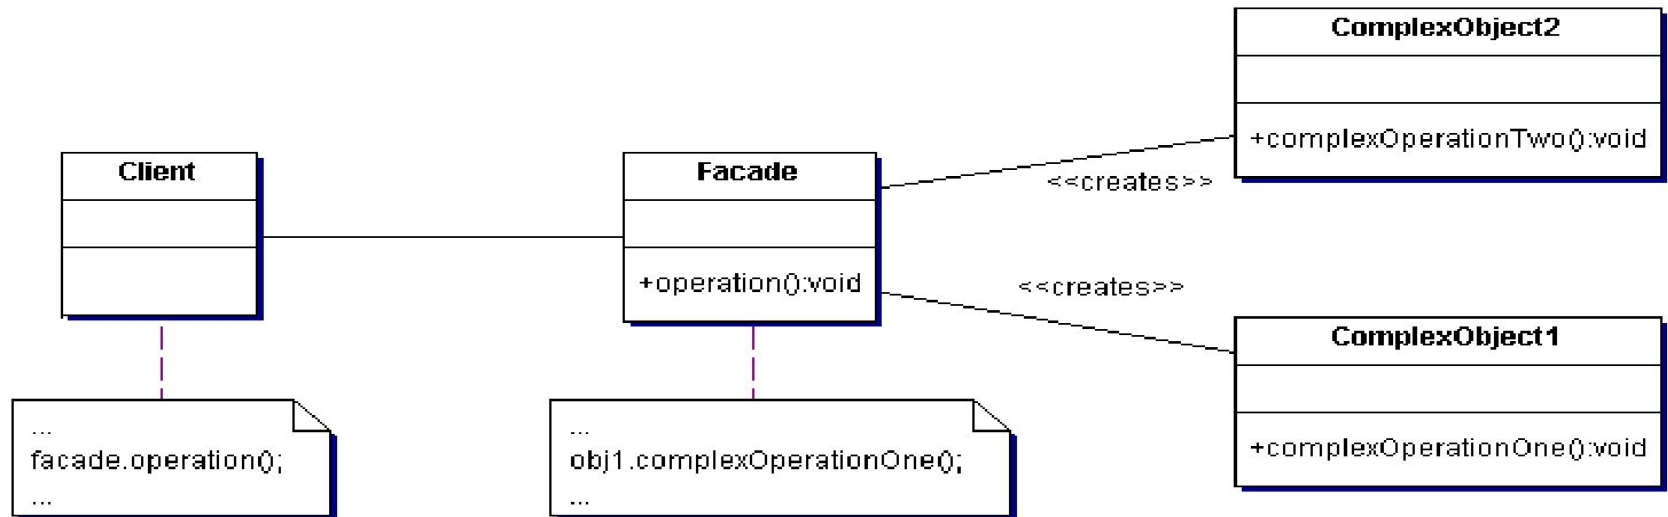 ComplexObject2
+complexOperationTwo():void
Client
Facade
<<creates>>
+operation():void
<<creates>>
ComplexObject1
+complexOperationOne():void
...
facade.operation();
...
...
obj1.complexOperationOne();
...